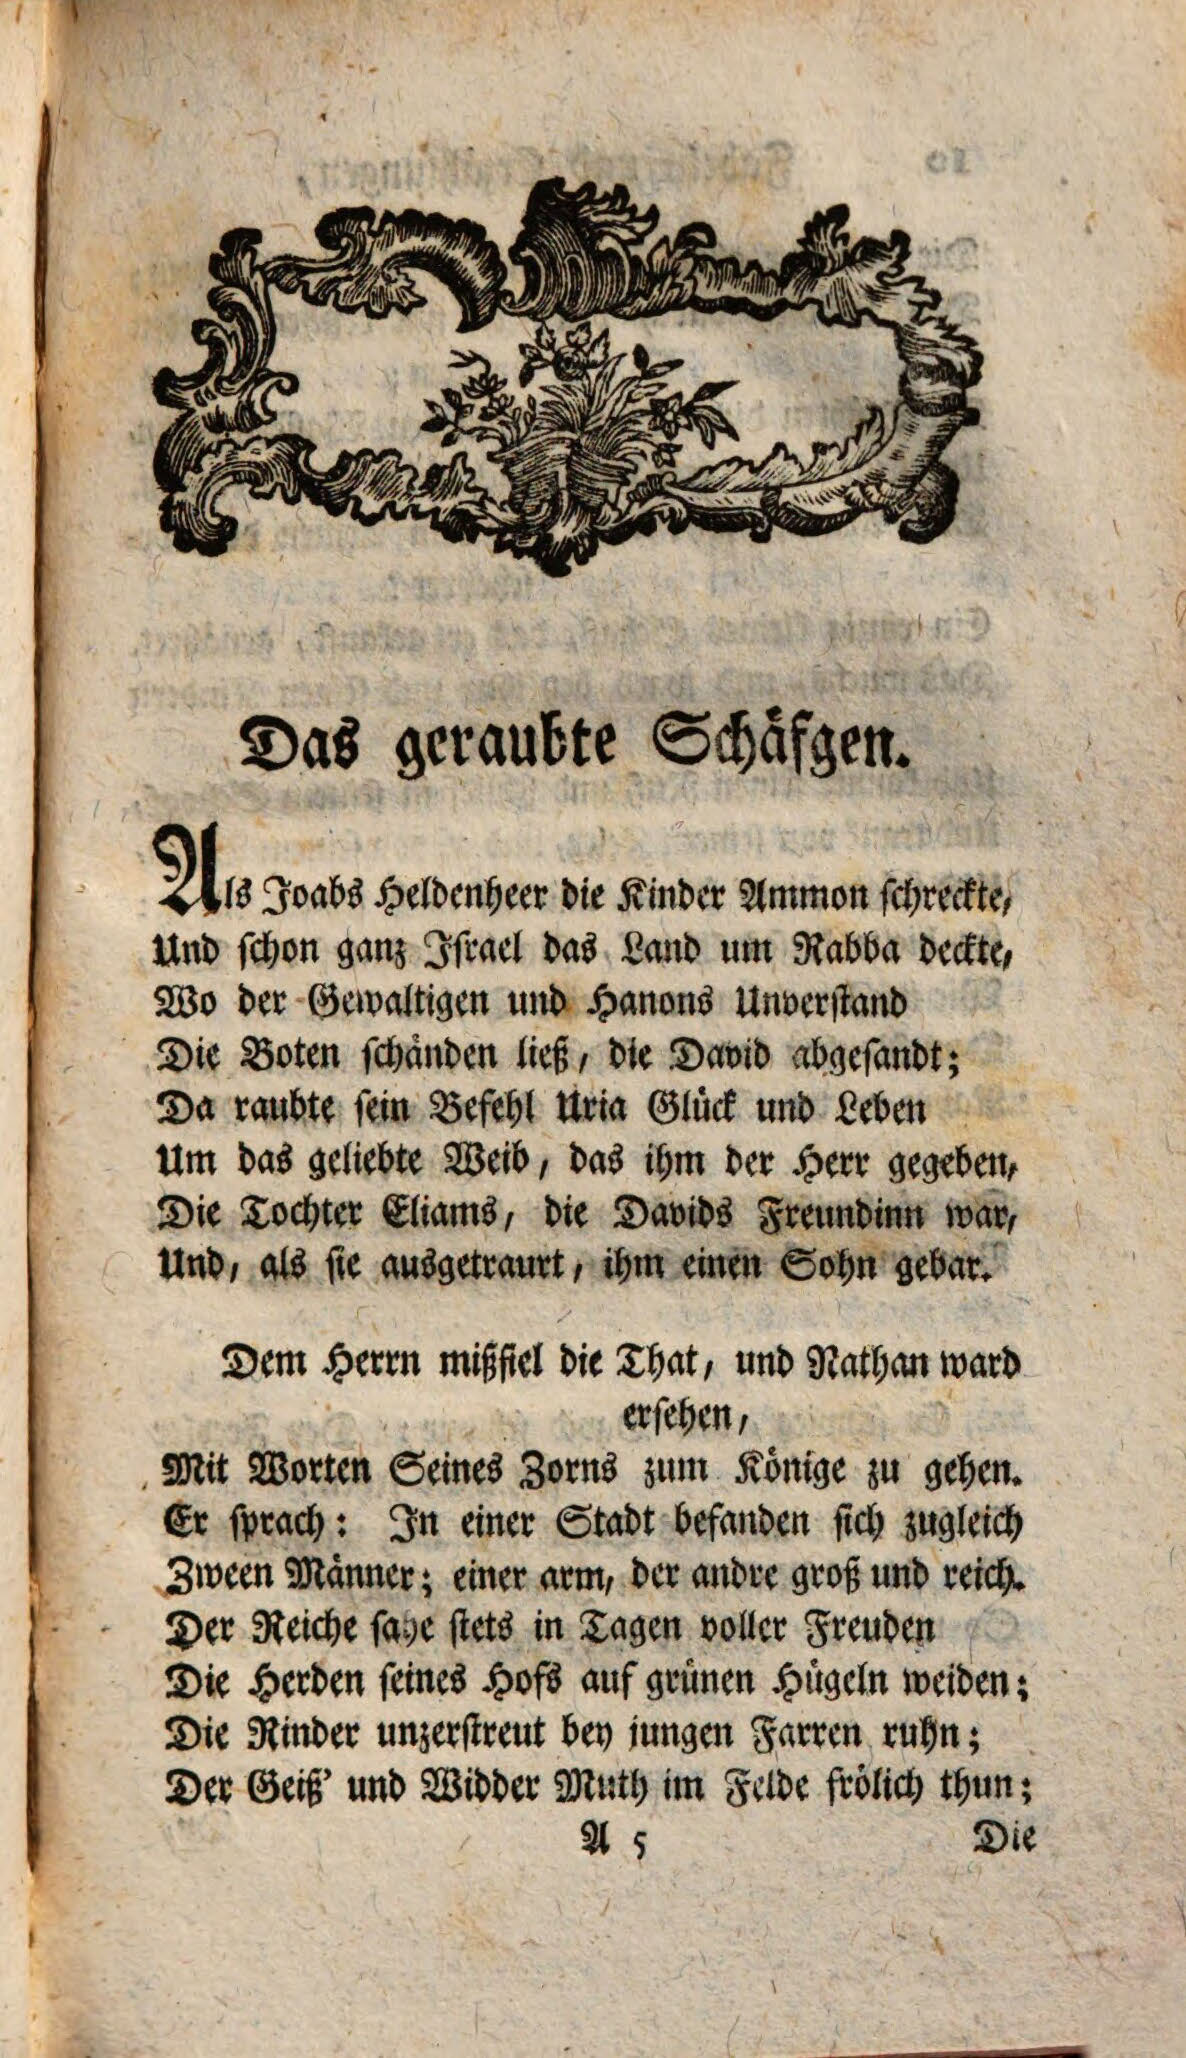 Das geraubte Schäfgen.
Als Joabs Heldenheer die Kinder Ammon schreckte,
Und schon ganz Israel das Land um Rabba deckte,
Wo der Gewaltigen und Hanons Unverstand
Die Boten schänden ließ, die David abgesandt;
Da raubte sein Befehl Uria Glück und Leben
Um das geliebte Weib, das ihm der Herr gegeben,
Die Tochter Eliams, die Davids Freundinn war,
Und, als sie ausgetraurt, ihm einen Sohn gebar.
Dem Herrn mißfiel die That, und Nathan ward
ersehen,
Mit Worten Seines Zorns zum Könige zu gehen.
Er sprach: In einer Stadt befanden sich zugleich
Zween Männer; einer arm, der andre groß und reich.
Der Reiche sahe stets in Tagen voller Freuden
Die Herden seines Hofs auf grünen Hügeln weiden;
Die Rinder unzerstreut bey jungen Farren ruhn;
Der Geiß' und Widder Muth im Felde frölich thun;
A 5 Die